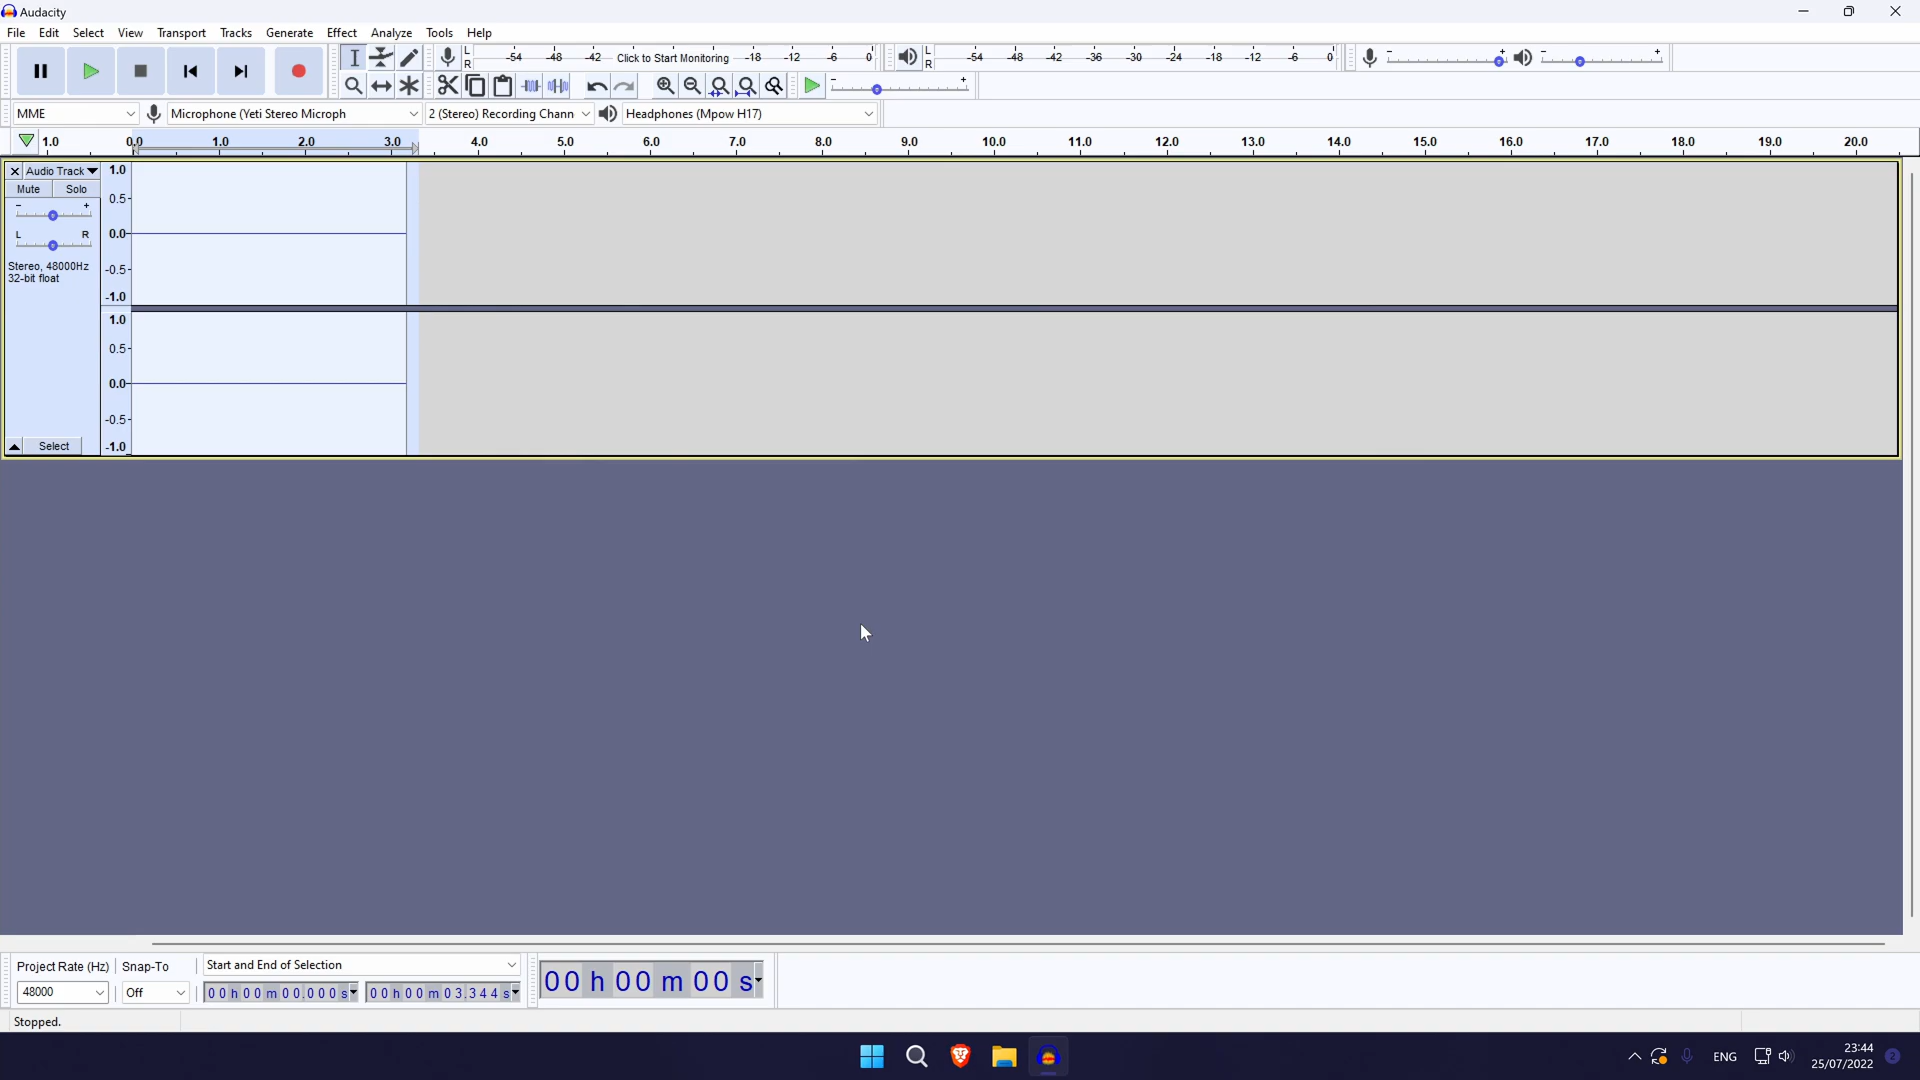 Audacity
File Edit Select View Transport Tracks Generate Effect Analyze Tools Help
L R -54 -48 -42 Click to Start Monitoring -18 -12 -6 0 L R -54 -48 -42 -36 -30 -24 -18 -12 -6 0 - + - +
- +
MME Microphone (Yeti Stereo Microph 2 (Stereo) Recording Chann Headphones (Mpow H17)
1.0 0.0 1.0 2.0 3.0 4.0 5.0 6.0 7.0 8.0 9.0 10.0 11.0 12.0 13.0 14.0 15.0 16.0 17.0 18.0 19.0 20.0
Audio Track 1.0
Mute Solo
- + 0.5
L R 0.0
Stereo, 48000Hz -0.5
32-bit float
-1.0
1.0
0.5
0.0
-0.5
Select -1.0
Project Rate (Hz) Snap-To Start and End of Selection
48000 Off 00h00m00.000s 00h00m03.344s 00h00m00s
Stopped.
ENG 23:44 2
25/07/2022